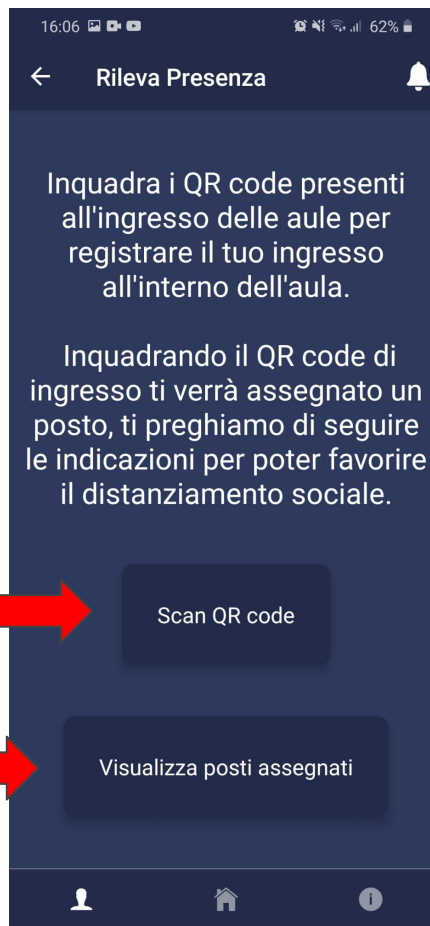 16:06 62%
Rileva Presenza
Inquadra i QR code presenti
all'ingresso delle aule per
registrare il tuo ingresso
all'interno dell'aula.
Inquadrando il QR code di
ingresso ti verrà assegnato un
posto, ti preghiamo di seguire
le indicazioni per poter favorire
il distanziamento sociale.
Scan QR code
Visualizza posti assegnati